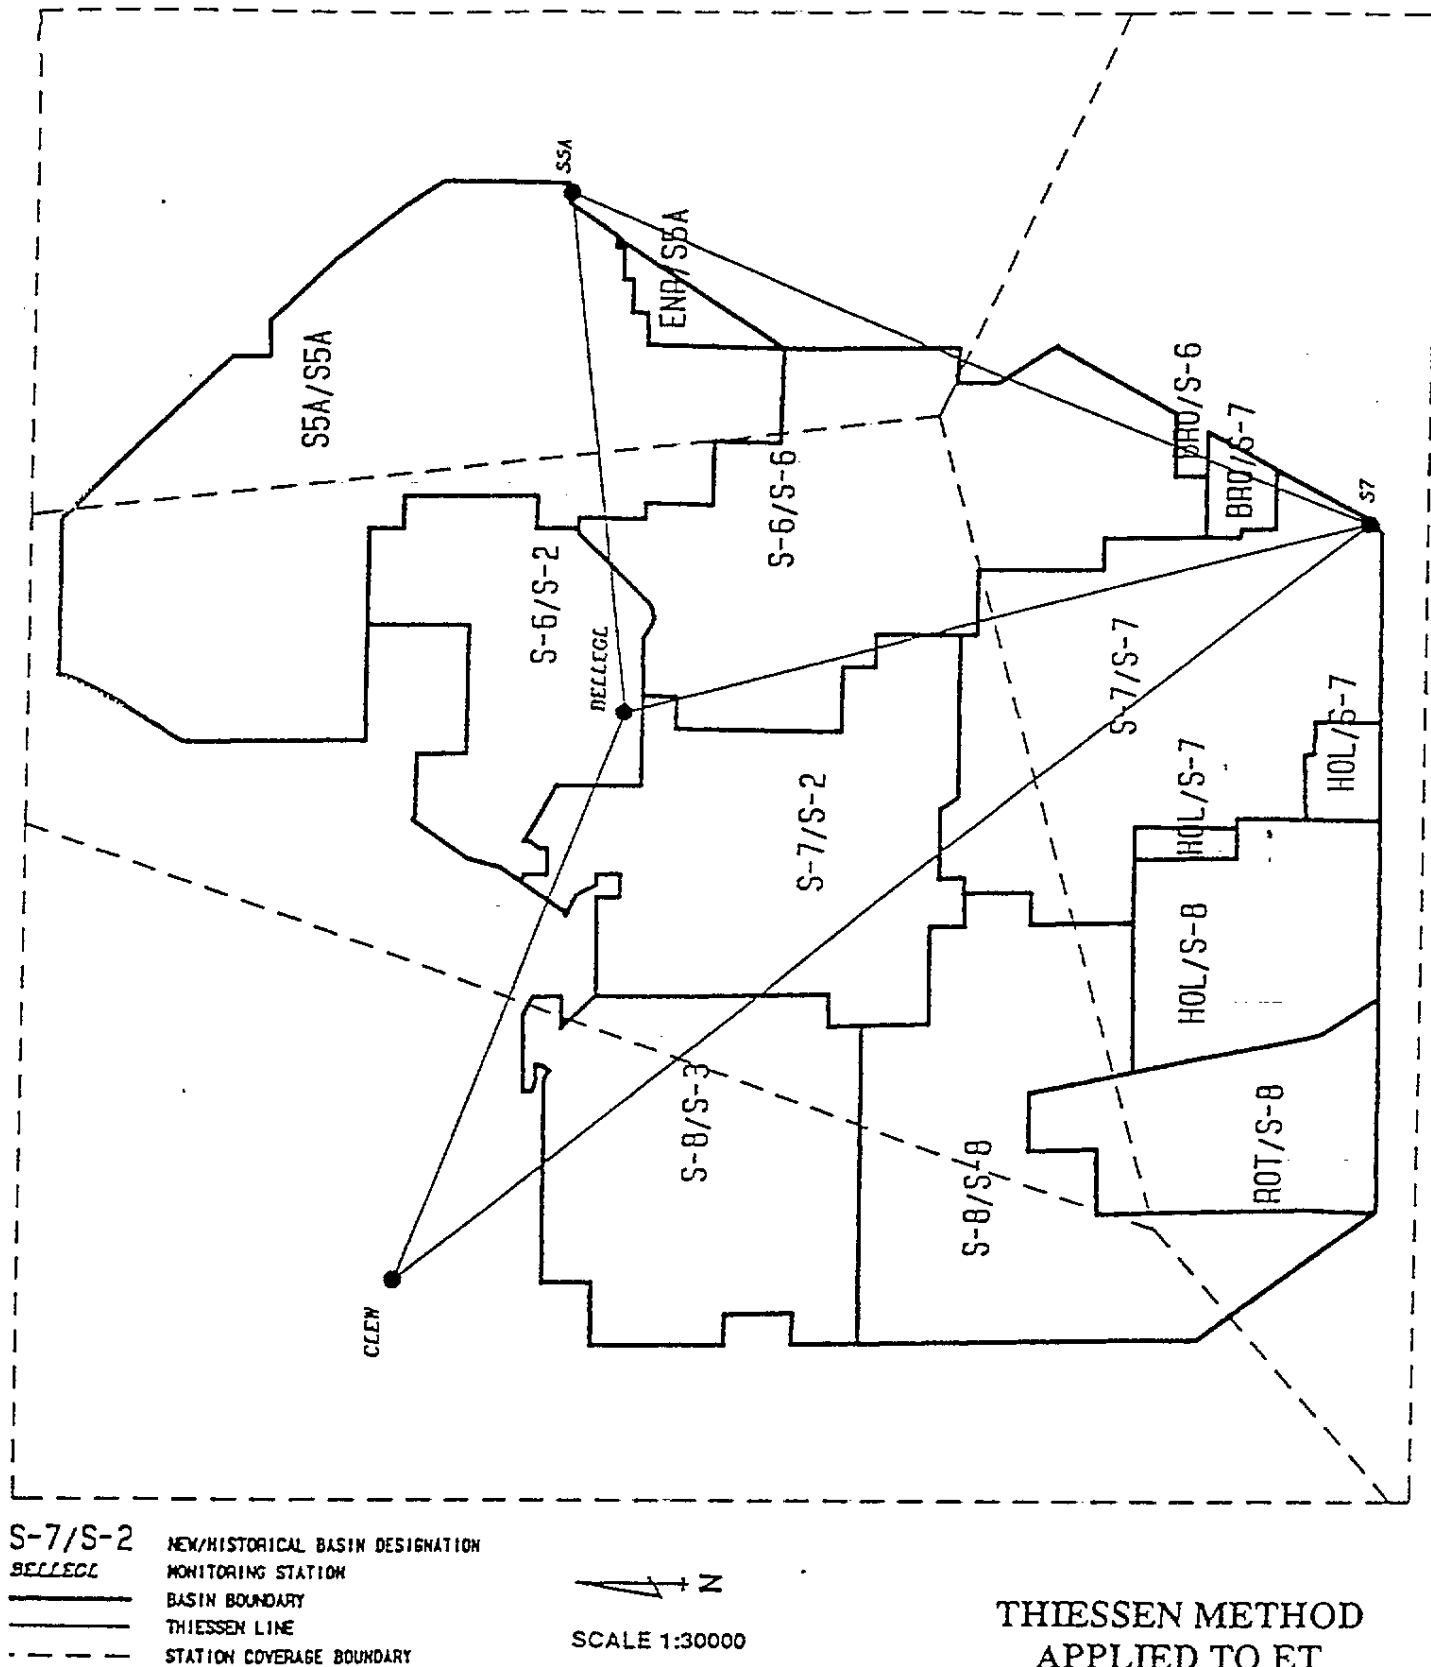 S5A
ENR/S5A
S5A/S5A
BRO/S-6
BRO/S-7
S-6/S-6
S7
S-6/S-2
BELLEGL
S-7/S-7
HOL/S-7
HOL/S-7
S-7/S-2
HOL/S-8
S-8/S-3
ROT/S-8
S-8/S-8
CLEW
S-7/S-2 NEW/HISTORICAL BASIN DESIGNATION
BELLEGL MONITORING STATION
BASIN BOUNDARY
THIESSEN LINE
STATION COVERAGE BOUNDARY
N
SCALE 1:30000
THIESSEN METHOD
APPLIED TO ET